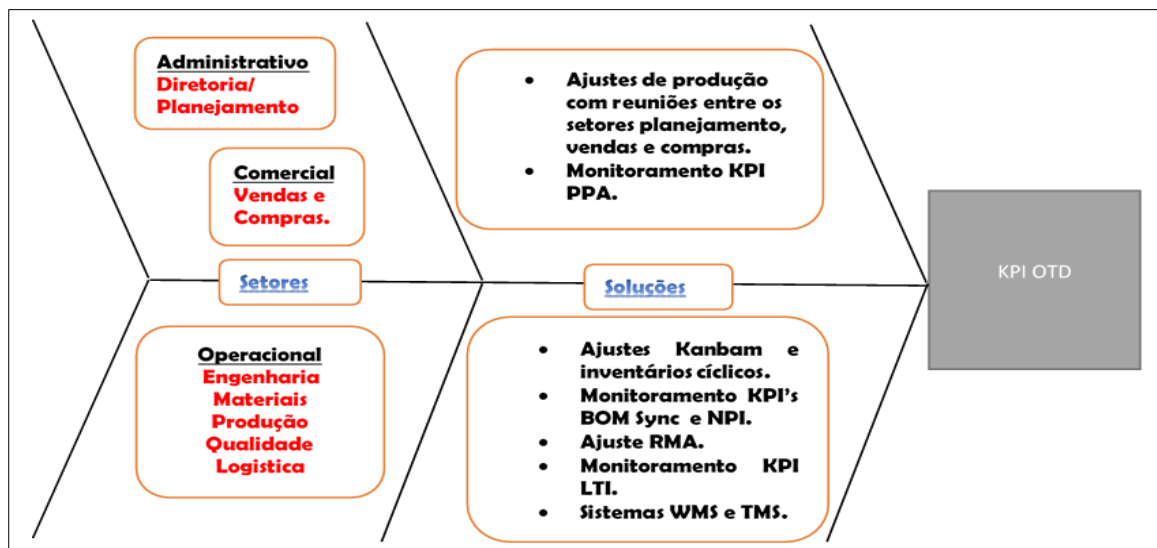 Administrativo
Diretoria/
Planejamento
Comercial
Vendas e
Compras.
Setores
Operacional
Engenharia
Materiais
Produção
Qualidade
Logistica
• Ajustes de produção
com reuniões entre os
setores planejamento,
vendas e compras.
• Monitoramento KPI
PPA.
Soluções
• Ajustes Kanbam e
inventários cíclicos.
• Monitoramento KPI's
BOM Sync e NPI.
• Ajuste RMA.
• Monitoramento KPI
LTI.
• Sistemas WMS e TMS.
KPI OTD